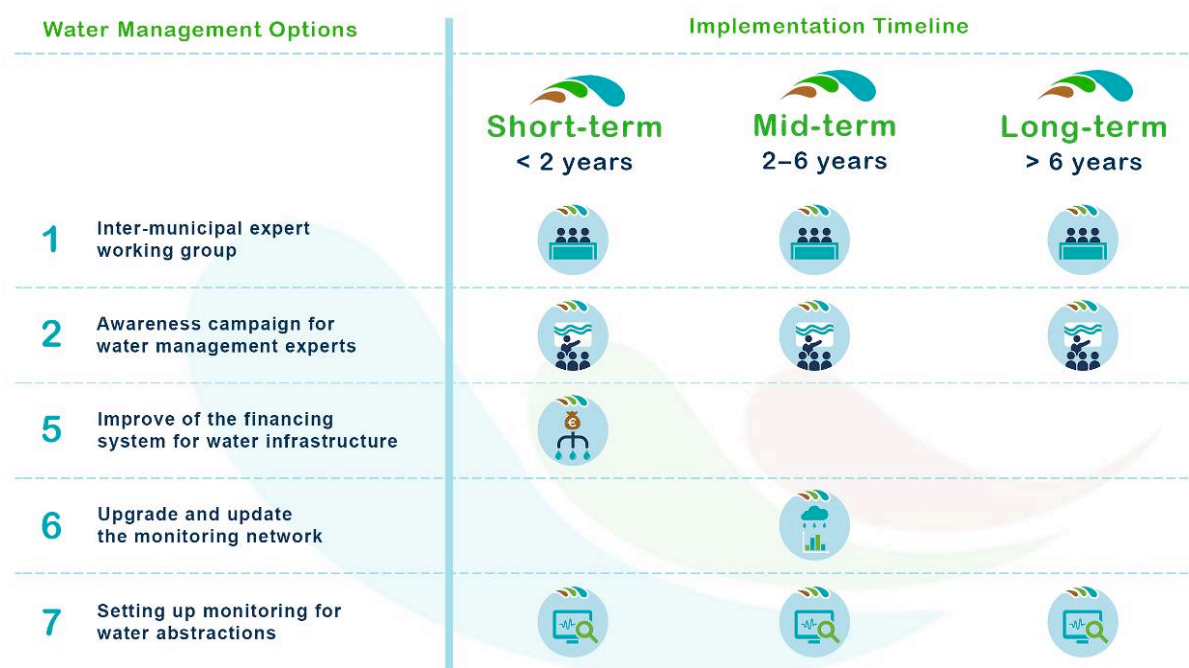 Water Management Options
Implementation Timeline
Short-term
Mid-term
Long-term
< 2 years
2–6 years
> 6 years
1
Inter-municipal expert
working group
2
Awareness campaign for
water management experts
5
Improve of the financing
system for water infrastructure
€
6
Upgrade and update
the monitoring network
7
Setting up monitoring for
water abstractions